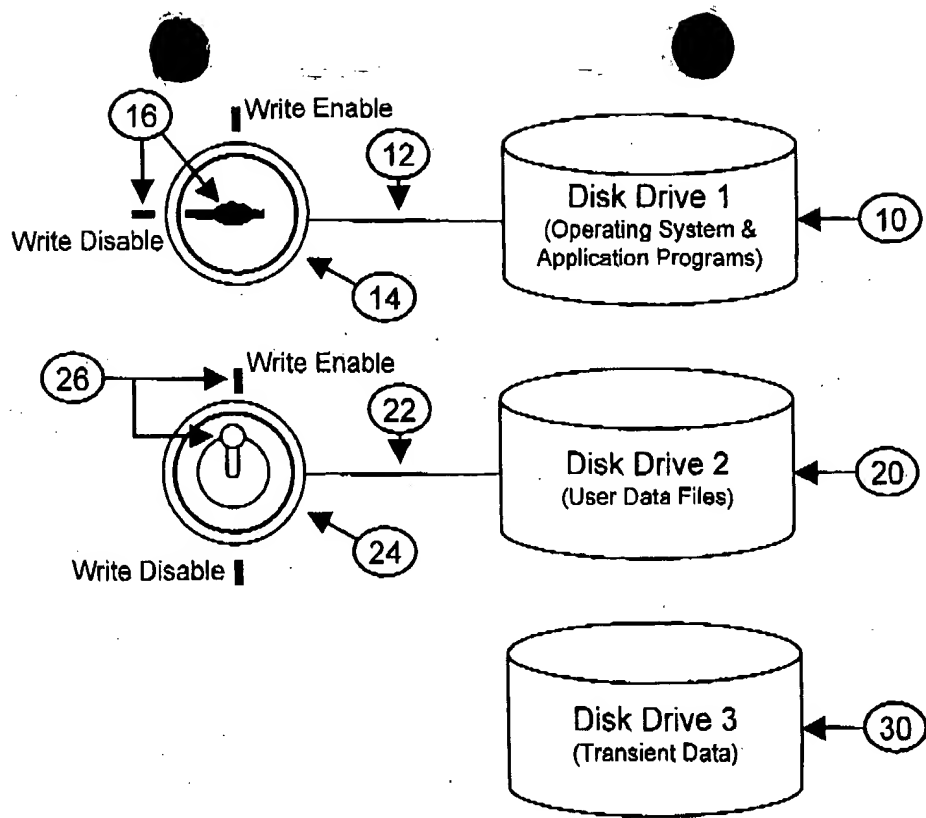 16
Write Enable
12
Disk Drive 1
(Operating System &
Application Programs)
10
Write Disable
14
26
Write Enable
22
Disk Drive 2
(User Data Files)
20
24
Write Disable
Disk Drive 3
(Transient Data)
30